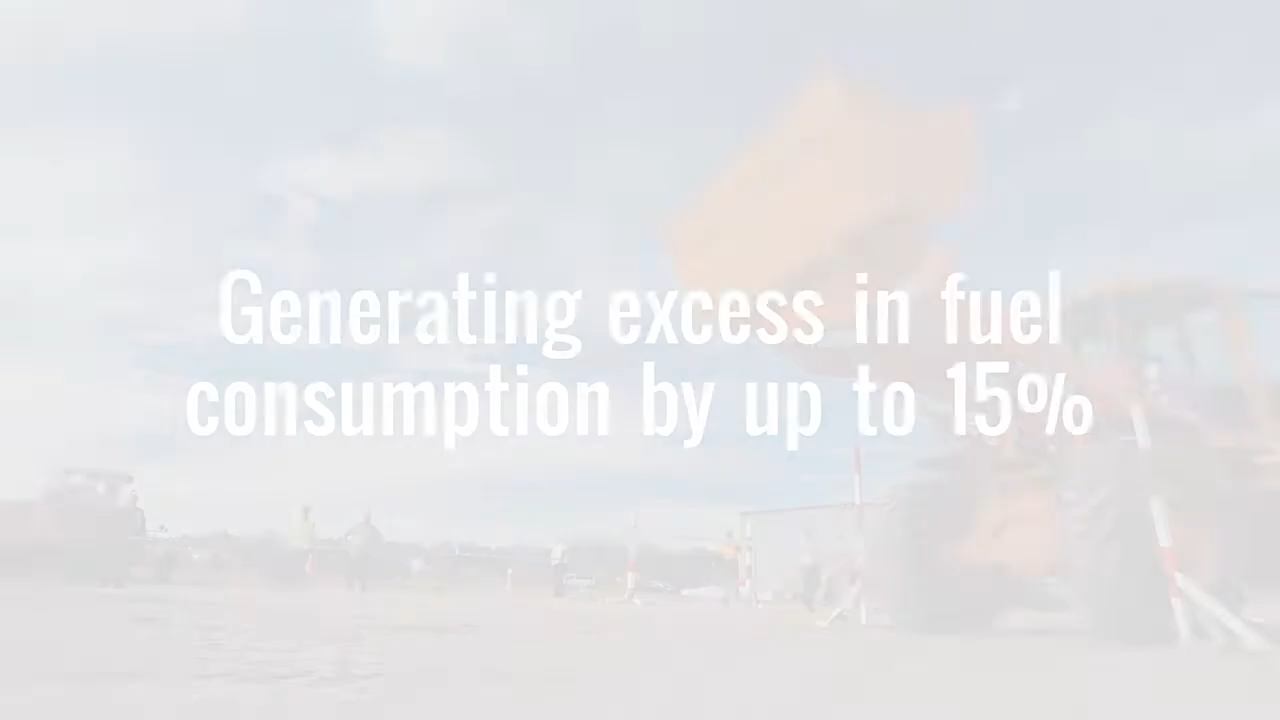 Generating excess in fuel
consumption by up to 15%